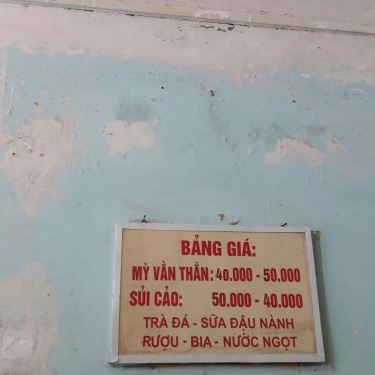 BẢNG GIÁ:
MỲ VẰN THẮN: 40.000 - 50.000
SỦI CẢO: 50.000 - 40.000
TRÀ ĐÁ - SỮA ĐẬU NÀNH
RƯỢU - BIA - NƯỚC NGỌT